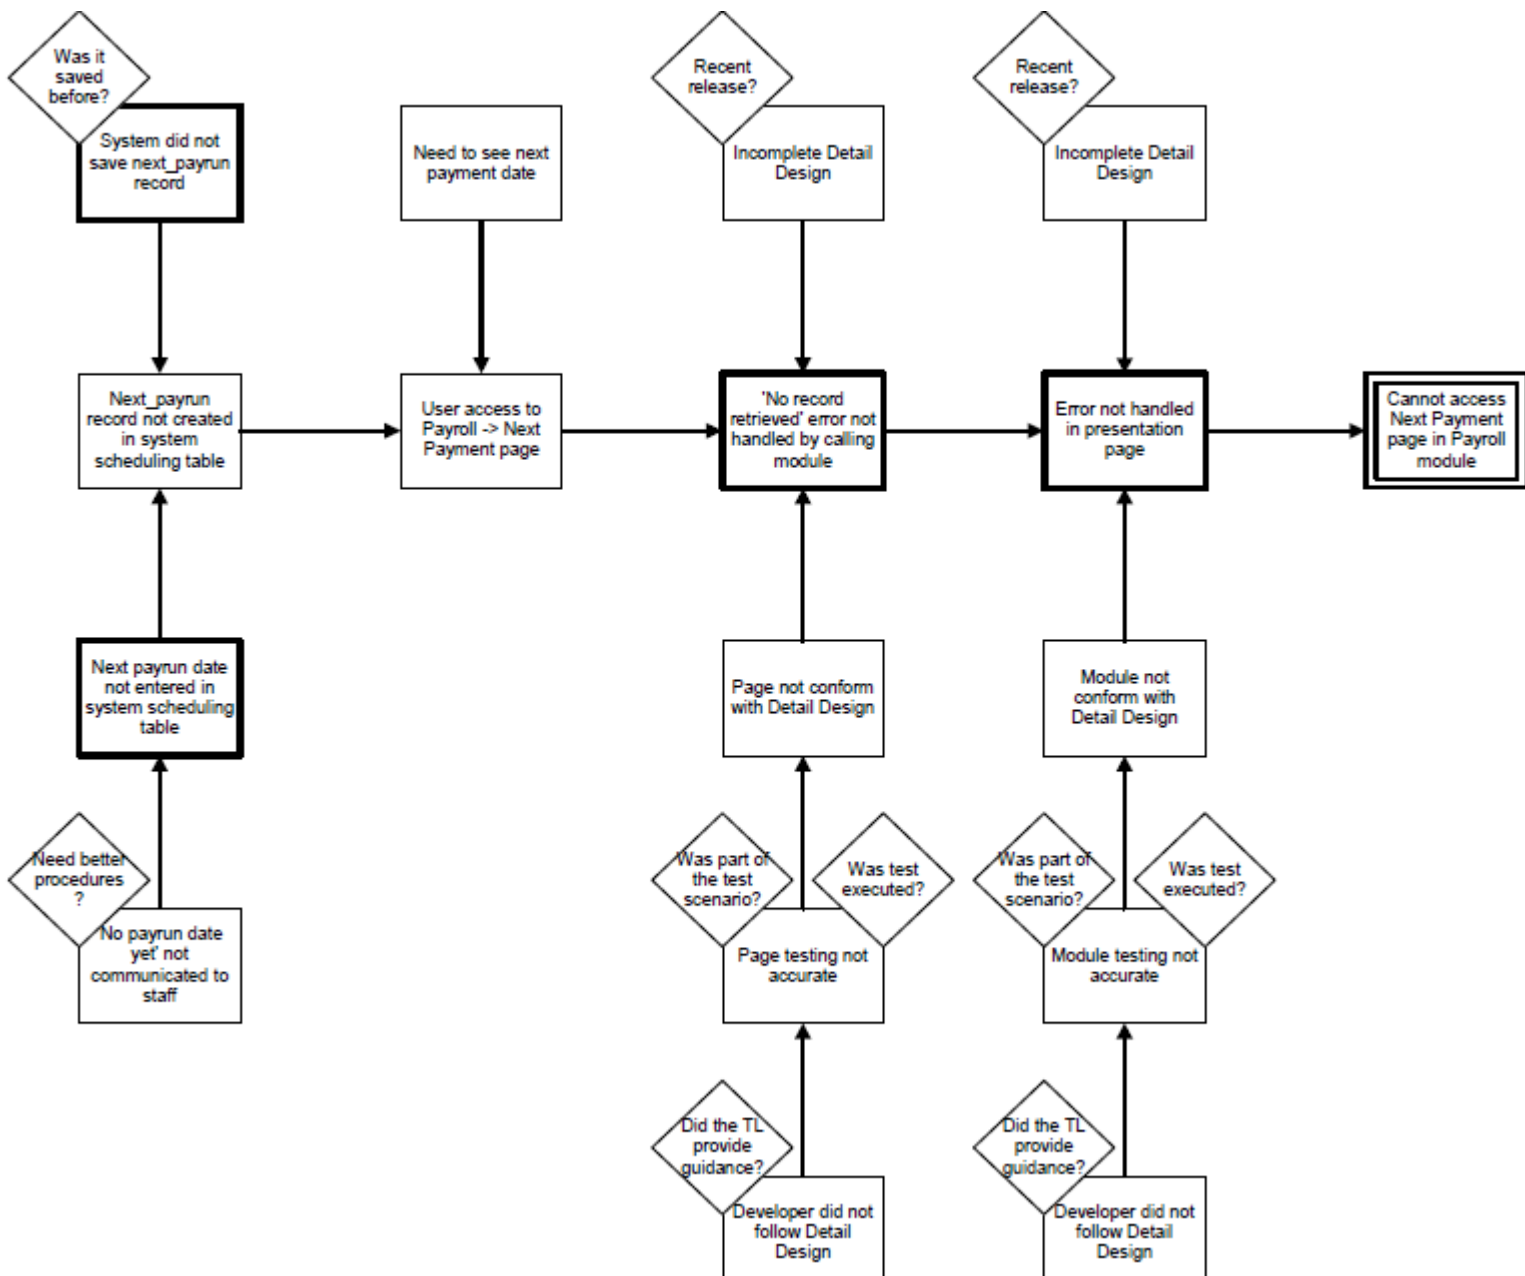 Was it
saved
before?
System did not
save next_payrun
record
Need to see next
payment date
Recent
release?
Incomplete Detail
Design
Recent
release?
Incomplete Detail
Design
Next_payrun
record not created
in system
scheduling table
User access to
Payroll -> Next
Payment page
'No record
retrieved' error not
handled by calling
module
Error not handled
in presentation
page
Cannot access
Next Payment
page in Payroll
module
Next payrun date
not entered in
system scheduling
table
Page not conform
with Detail Design
Module not
conform with
Detail Design
Need better
procedures
?
No payrun date
yet' not
communicated to
staff
Was part of
the test
scenario?
Was test
executed?
Page testing not
accurate
Was part of
the test
scenario?
Was test
executed?
Module testing not
accurate
Did the TL
provide
guidance?
Developer did not
follow Detail
Design
Did the TL
provide
guidance?
Developer did not
follow Detail
Design